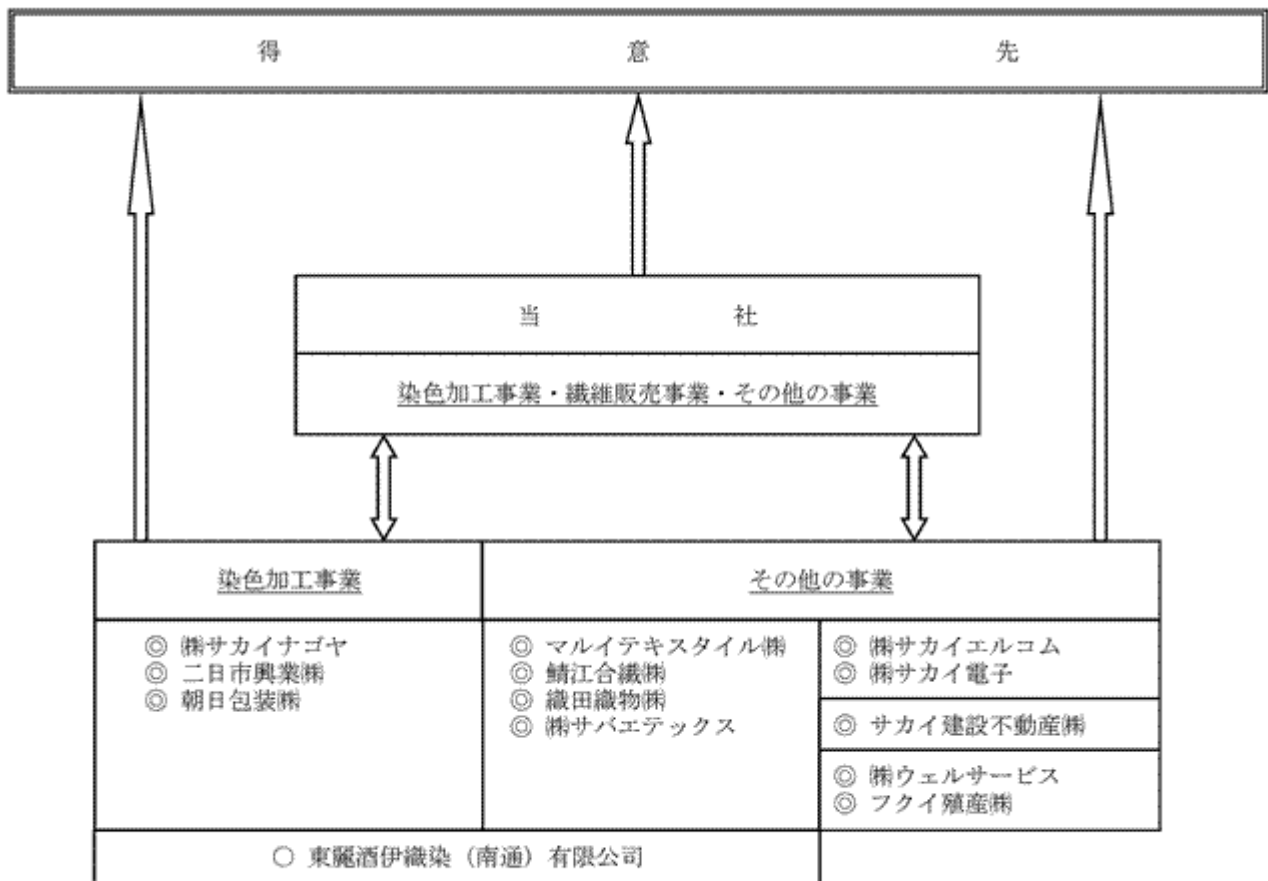 得意先
当社
染色加工事業・繊維販売事業・その他の事業
染色加工事業
その他の事業
◎ ㈱サカイナゴヤ
◎ 二日市興業㈱
◎ 朝日包装㈱
◎ マルイテキスタイル㈱
◎ 鯖江合繊㈱
◎ 織田織物㈱
◎ ㈱サバエテックス
◎ ㈱サカイエルコム
◎ ㈱サカイ電子
◎ サカイ建設不動産㈱
◎ ㈱ウェルサービス
◎ フクイ殖産㈱
○ 東麗酒伊織染（南通）有限公司